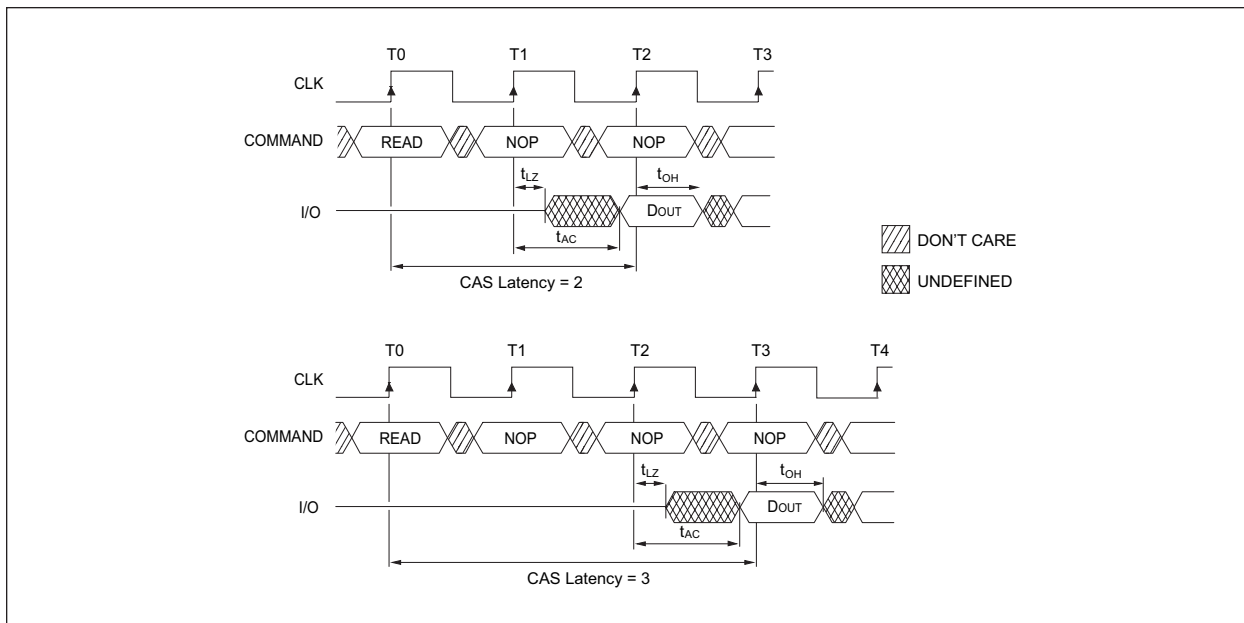 T0 T1 T2 T3
CLK
COMMAND READ NOP NOP
tLZ tOH
I/O DOUT
tAC
CAS Latency = 2
DON'T CARE
UNDEFINED
T0 T1 T2 T3 T4
CLK
COMMAND READ NOP NOP NOP
tLZ tOH
I/O DOUT
tAC
CAS Latency = 3